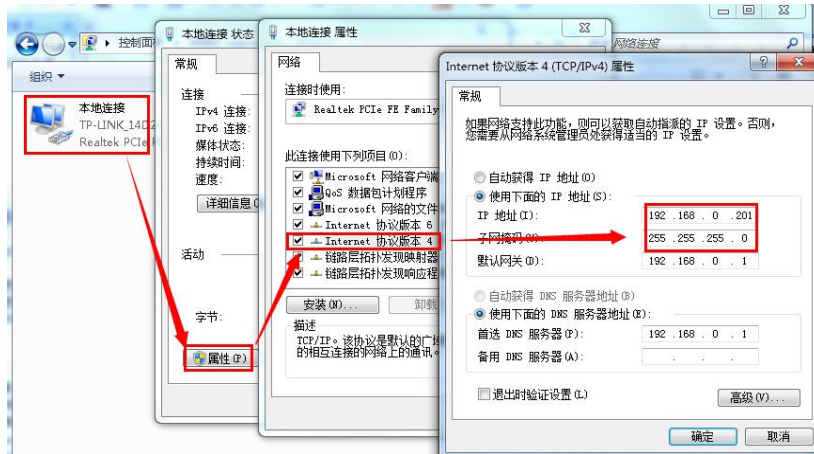 控制面
网络连接
组织
本地连接
TP-LINK_14D2
Realtek PCIe F
本地连接 状态
常规
连接
IPv4 连接:
IPv6 连接:
媒体状态:
持续时间:
速度:
详细信息(
活动
字节:
属性(P)
本地连接 属性
网络
连接时使用:
Realtek PCIe FE Family
此连接使用下列项目(O):
Microsoft 网络客户端
QoS 数据包计划程序
Microsoft 网络的文件
Internet 协议版本 6
Internet 协议版本 4
链路层拓扑发现映射器
链路层拓扑发现响应程
安装(N)...
卸载
描述
TCP/IP。该协议是默认的广域
的相互连接的网络上的通讯。
Internet 协议版本 4 (TCP/IPv4) 属性
常规
如果网络支持此功能，则可以获取自动指派的 IP 设置。否则，
您需要从网络系统管理员处获得适当的 IP 设置。
自动获得 IP 地址(O)
使用下面的 IP 地址(S):
IP 地址(I): 192 .168 . 0 .201
子网掩码(U): 255 .255 .255 . 0
默认网关(D): 192 .168 . 0 . 1
自动获得 DNS 服务器地址(B)
使用下面的 DNS 服务器地址(E):
首选 DNS 服务器(P): 192 .168 . 0 . 1
备用 DNS 服务器(A): . . .
退出时验证设置(L)
高级(V)...
确定
取消